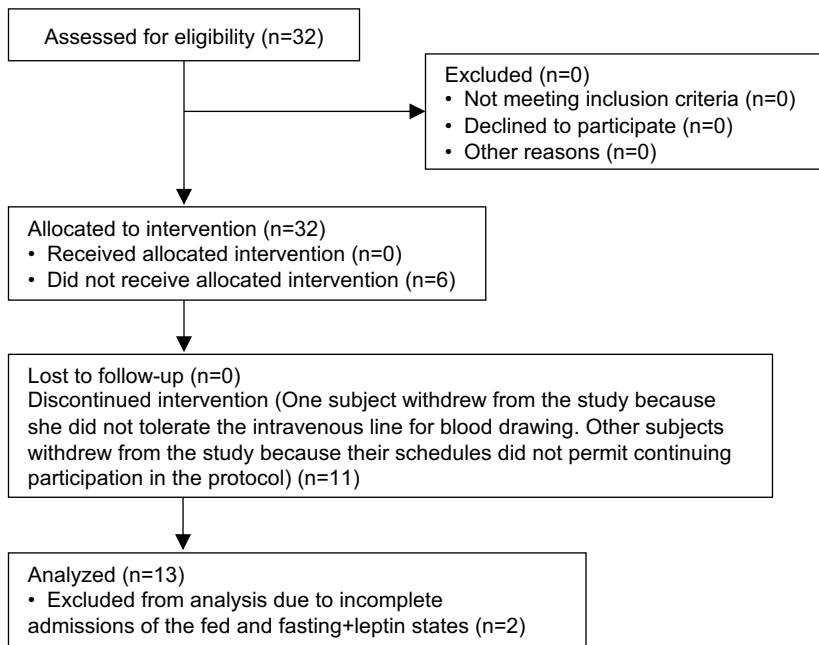 Assessed for eligibility (n=32)
Excluded (n=0)
• Not meeting inclusion criteria (n=0)
• Declined to participate (n=0)
• Other reasons (n=0)
Allocated to intervention (n=32)
• Received allocated intervention (n=0)
• Did not receive allocated intervention (n=6)
Lost to follow-up (n=0)
Discontinued intervention (One subject withdrew from the study because
she did not tolerate the intravenous line for blood drawing. Other subjects
withdrew from the study because their schedules did not permit continuing
participation in the protocol) (n=11)
Analyzed (n=13)
• Excluded from analysis due to incomplete
admissions of the fed and fasting+leptin states (n=2)